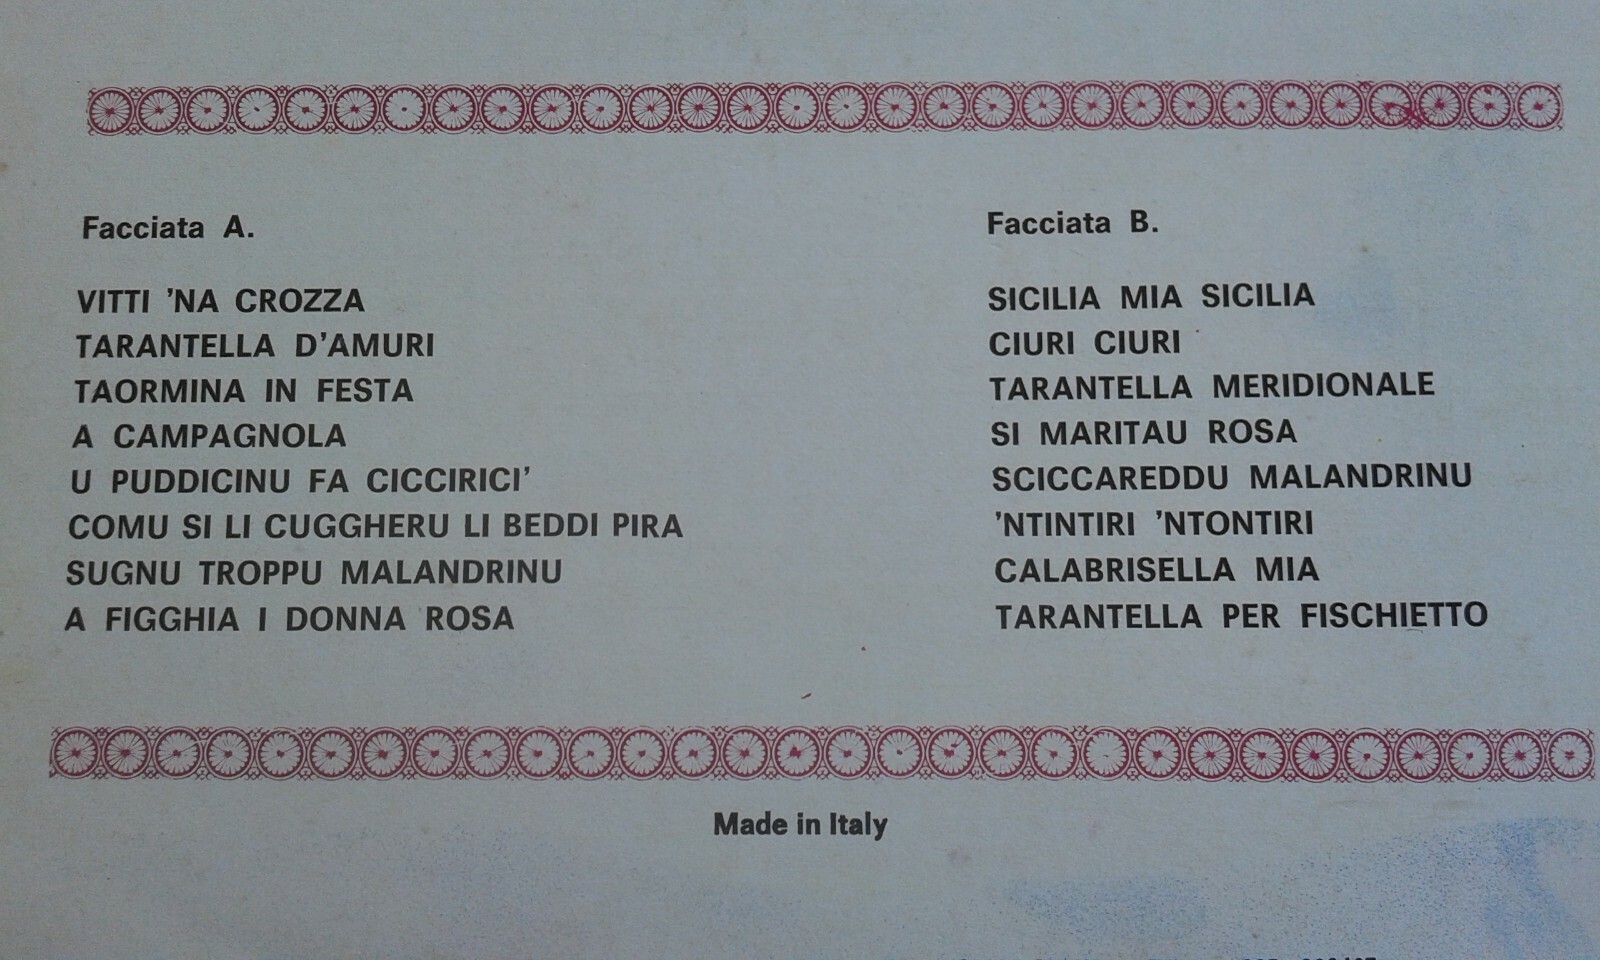 Facciata A.
VITTI 'NA CROZZA
TARANTELLA D'AMURI
TAORMINA IN FESTA
A CAMPAGNOLA
U PUDDICINU FA CICCIRICI'
COMU SI LI CUGGHERU LI BEDDI PIRA
SUGNU TROPPU MALANDRINU
A FIGGHIA I DONNA ROSA
Facciata B.
SICILIA MIA SICILIA
CIURI CIURI
TARANTELLA MERIDIONALE
SI MARITAU ROSA
SCICCAREDDU MALANDRINU
'NTINTIRI 'NTONTIRI
CALABRISELLA MIA
TARANTELLA PER FISCHIETTO
Made in Italy